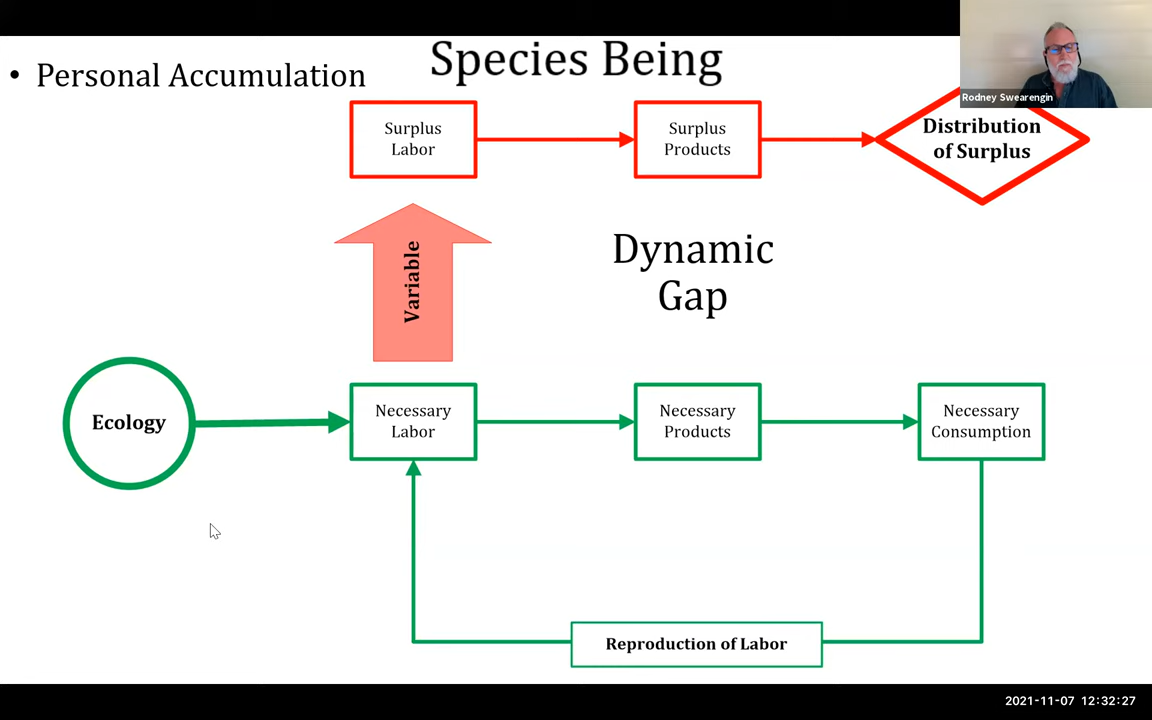 Species Being
• Personal Accumulation
Rodney Swearengin
Surplus
Labor
Surplus
Products
Distribution
of Surplus
Variable
Dynamic
Gap
Ecology
Necessary
Labor
Necessary
Products
Necessary
Consumption
Reproduction of Labor
2021-11-07 12:32:27